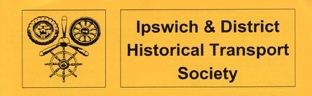 Ipswich & District
Historical Transport
Society